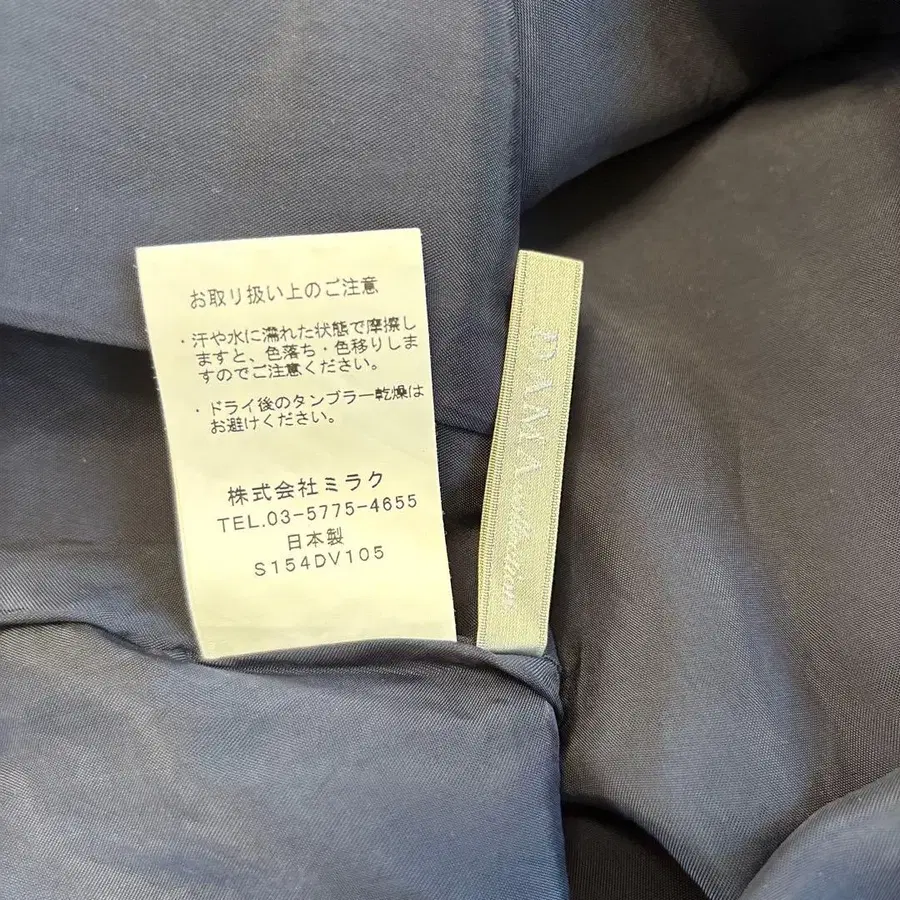 お取り扱い上のご注意
・汗や水に濡れた状態で摩擦し
ますと、色落ち・色移りしま
すのでご注意ください。
・ドライ後のタンブラー乾燥は
お避けください。
株式会社ミラク
TEL.03-5775-4655
日本製
S154DV105
DAMA collection